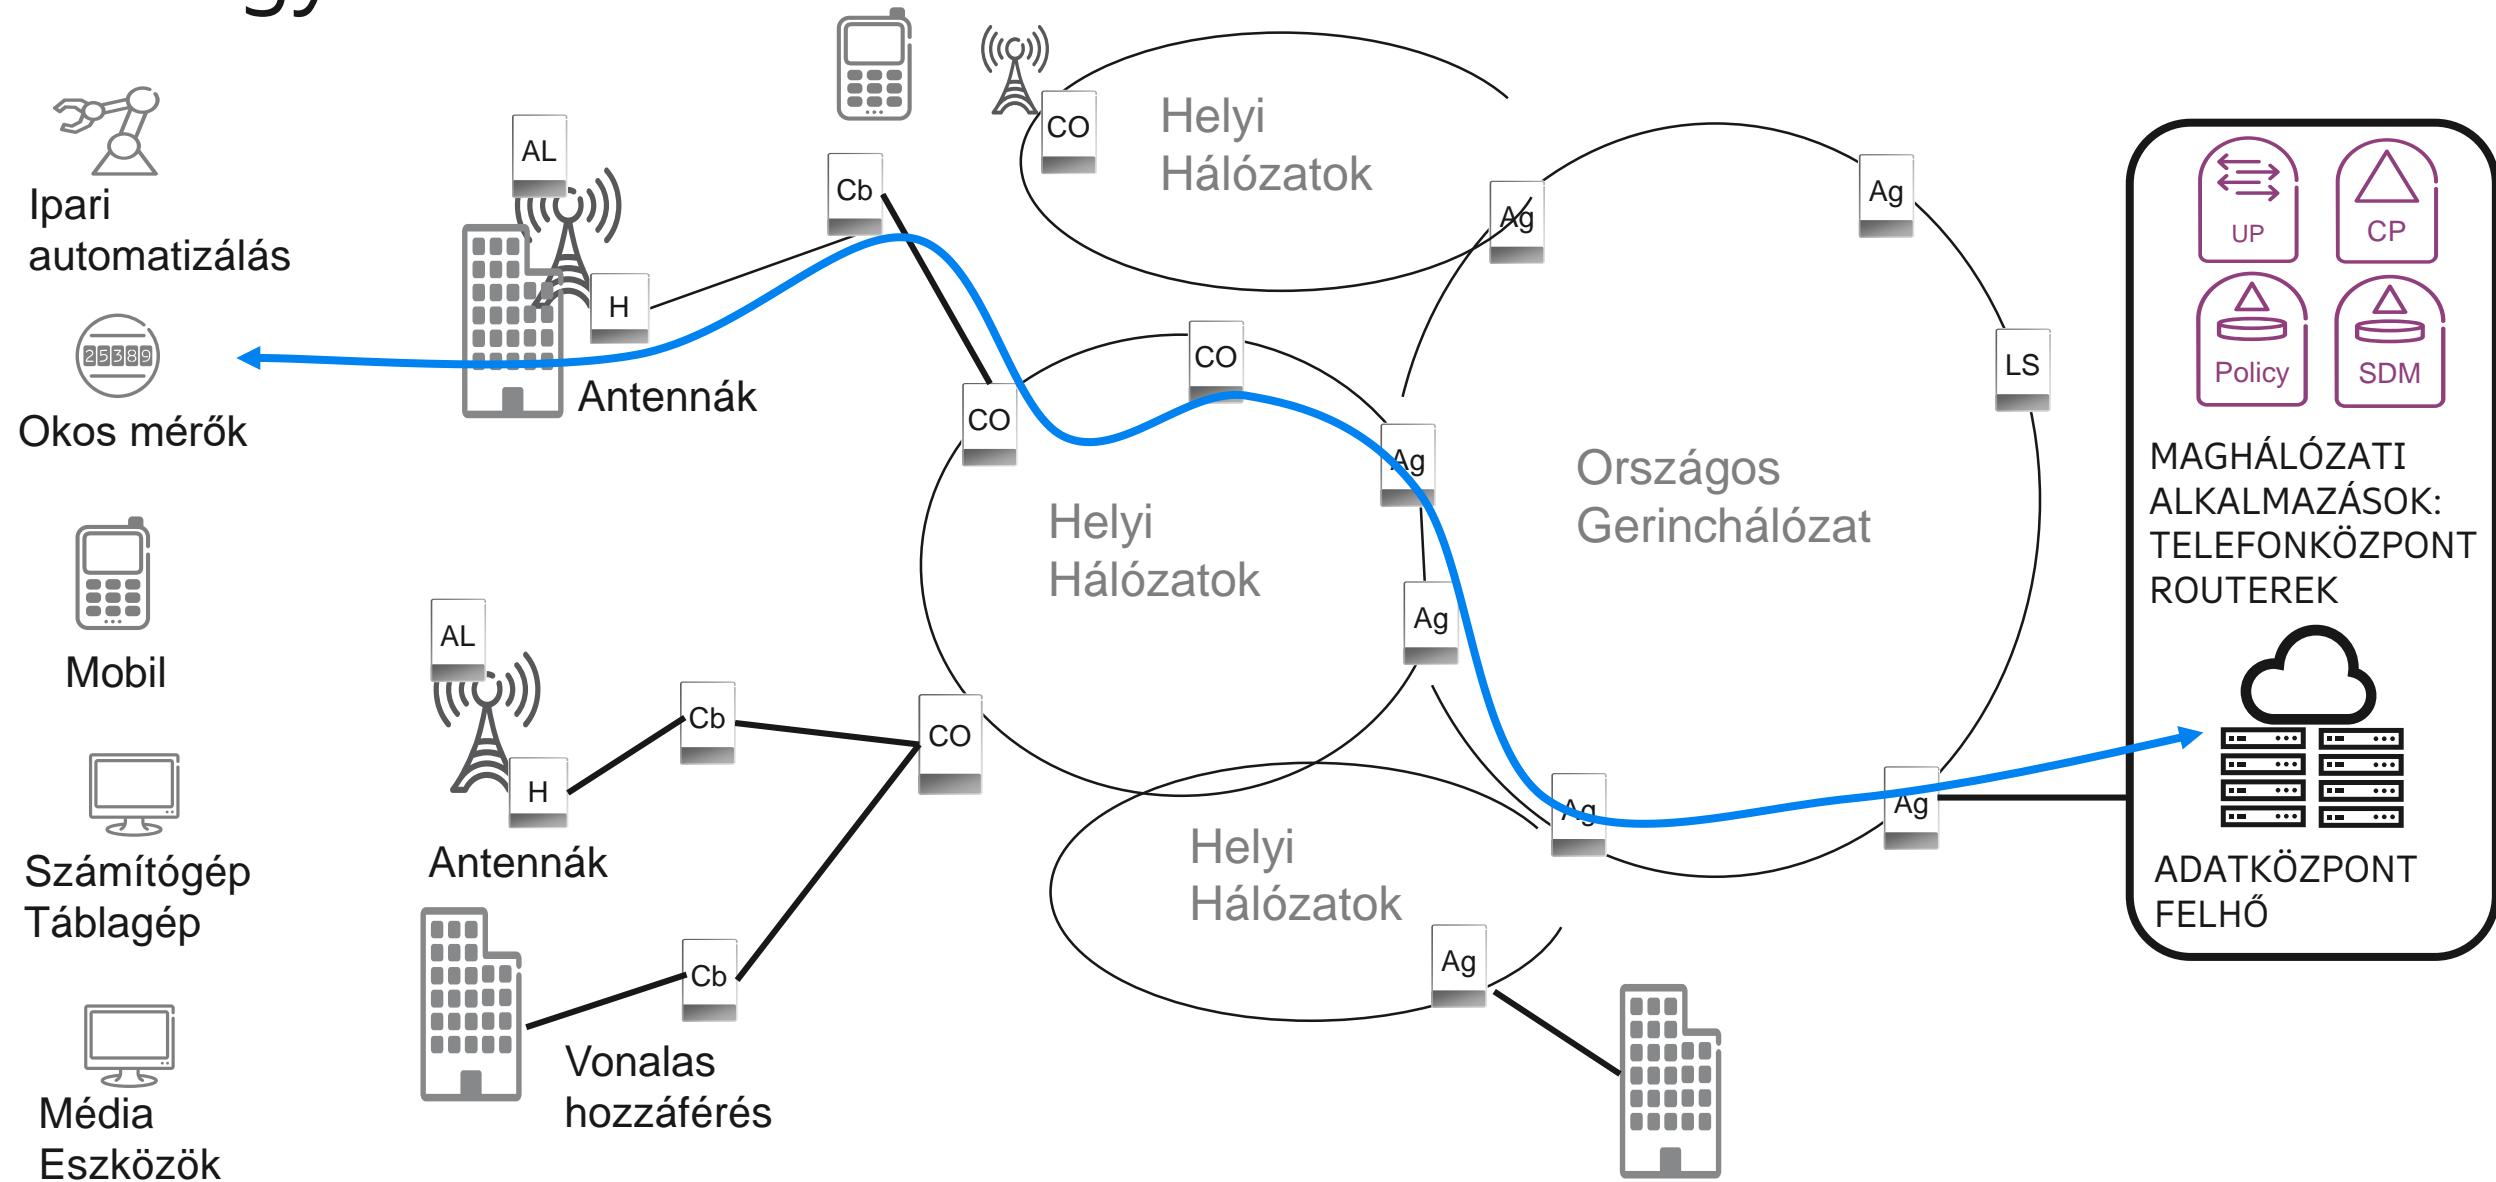 Ipari
automatizálás
25389
Okos mérők
Mobil
Számítógép
Táblagép
Média
Eszközök
AL
H
Antennák
Cb
CO
Helyi
Hálózatok
Ag
Ag
LS
CO
CO
Ag
Helyi
Hálózatok
Országos
Gerinchálózat
Ag
AL
H
Antennák
Cb
CO
Cb
Vonalas
hozzáférés
Helyi
Hálózatok
Ag
Ag
Ag
UP
CP
Policy
SDM
MAGHÁLÓZATI
ALKALMAZÁSOK:
TELEFONKÖZPONT
ROUTEREK
ADATKÖZPONT
FELHŐ